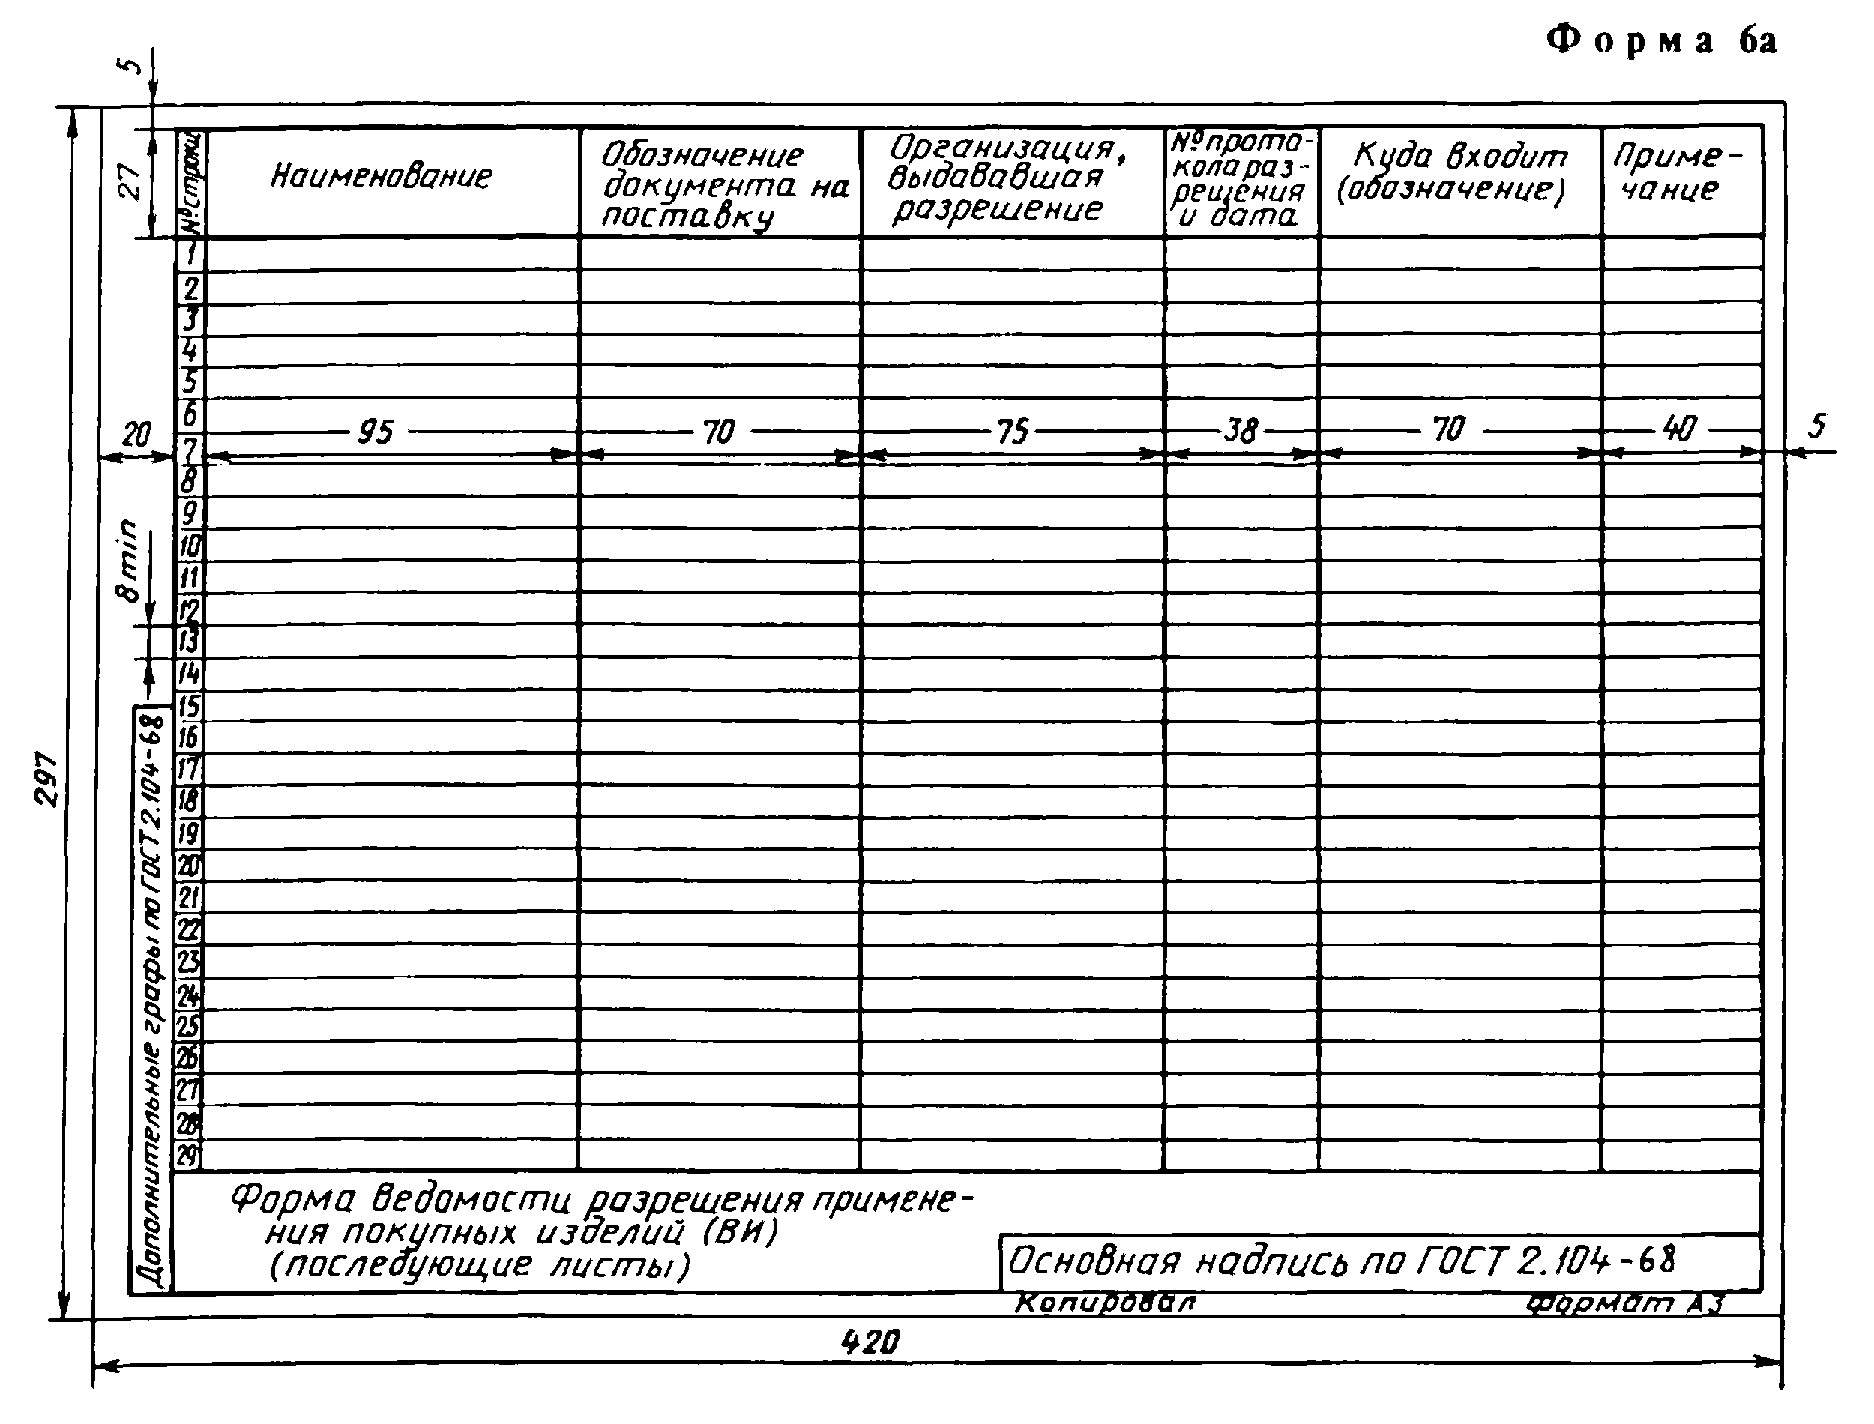 Форма 6а
5
27
№ строки
Наименование
Обозначение
документа на
поставку
Организация,
выдававшая
разрешение
№ прото-
кола раз-
решения
и дата
Куда входит
(обозначение)
Приме-
чание
1
2
3
4
5
6
20
7
95
70
75
38
70
40
5
8
9
10
11
12
8 min
13
14
15
16
17
18
19
20
21
22
23
24
25
26
27
28
29
297
Дополнительные графы по ГОСТ 2.104-68
Форма ведомости разрешения примене-
ния покупных изделий (ВИ)
(последующие листы)
Основная надпись по ГОСТ 2.104-68
Копировал
Формат А3
420